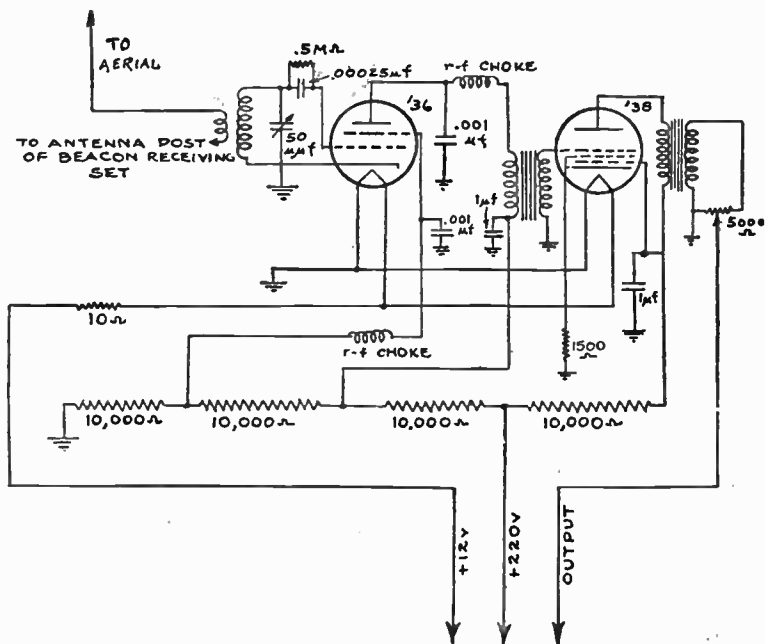 TO
AERIAL
.5MΩ
.00025μf
r-f CHOKE
'36
'38
50
μμf
.001
μf
TO ANTENNA POST
OF BEACON RECEIVING
SET
1μf
.001
μf
5000
Ω
1μf
10Ω
r-f CHOKE
1500
Ω
10,000Ω
10,000Ω
10,000Ω
10,000Ω
+12V
+220V
OUTPUT